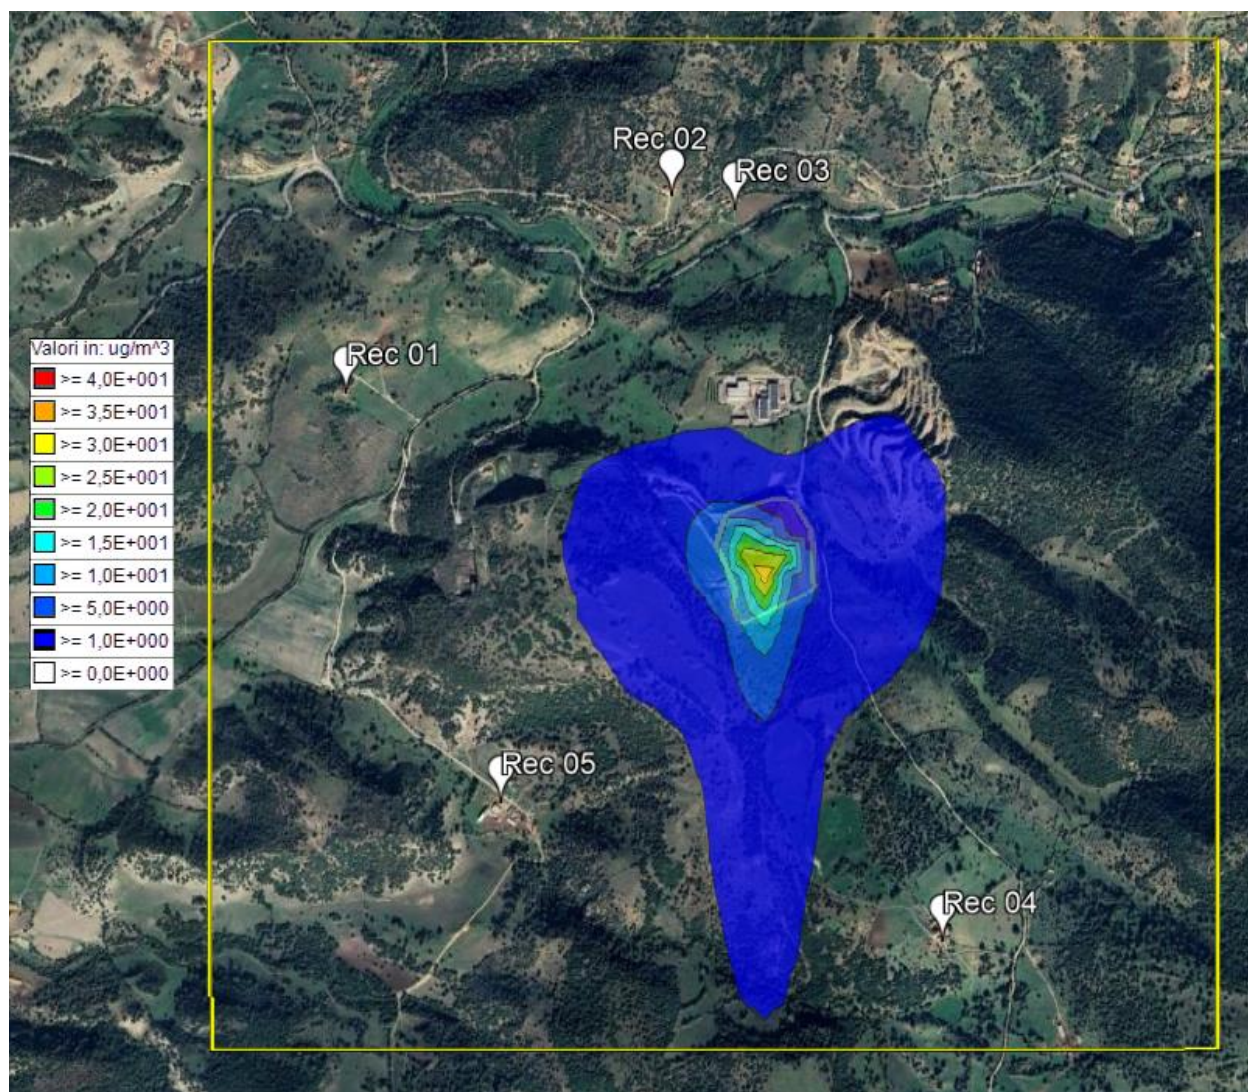 Rec 02
Rec 03
Rec 01
Valori in: ug/m^3
>= 4,0E+001
>= 3,5E+001
>= 3,0E+001
>= 2,5E+001
>= 2,0E+001
>= 1,5E+001
>= 1,0E+001
>= 5,0E+000
>= 1,0E+000
>= 0,0E+000
Rec 05
Rec 04